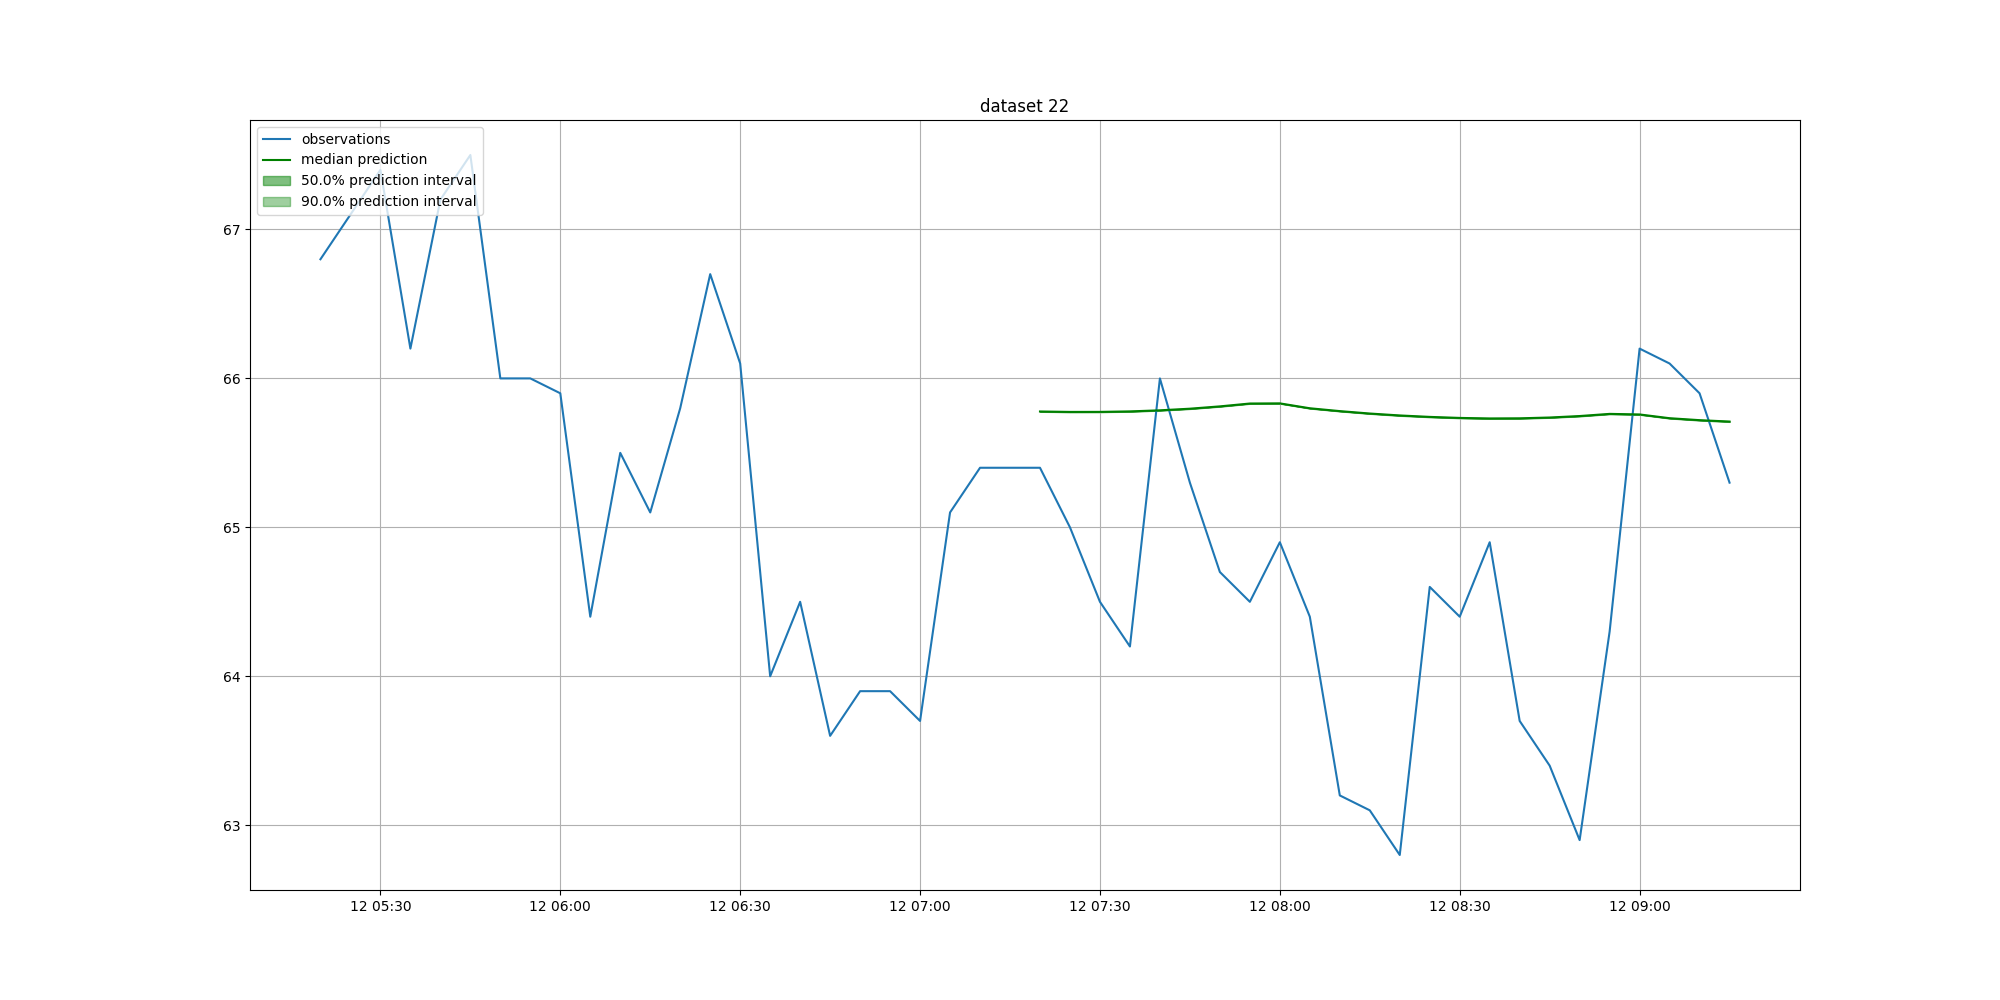 dataset 22
observations
median prediction
50.0% prediction interval
90.0% prediction interval
67
66
65
64
63
12 05:30
12 06:00
12 06:30
12 07:00
12 07:30
12 08:00
12 08:30
12 09:00